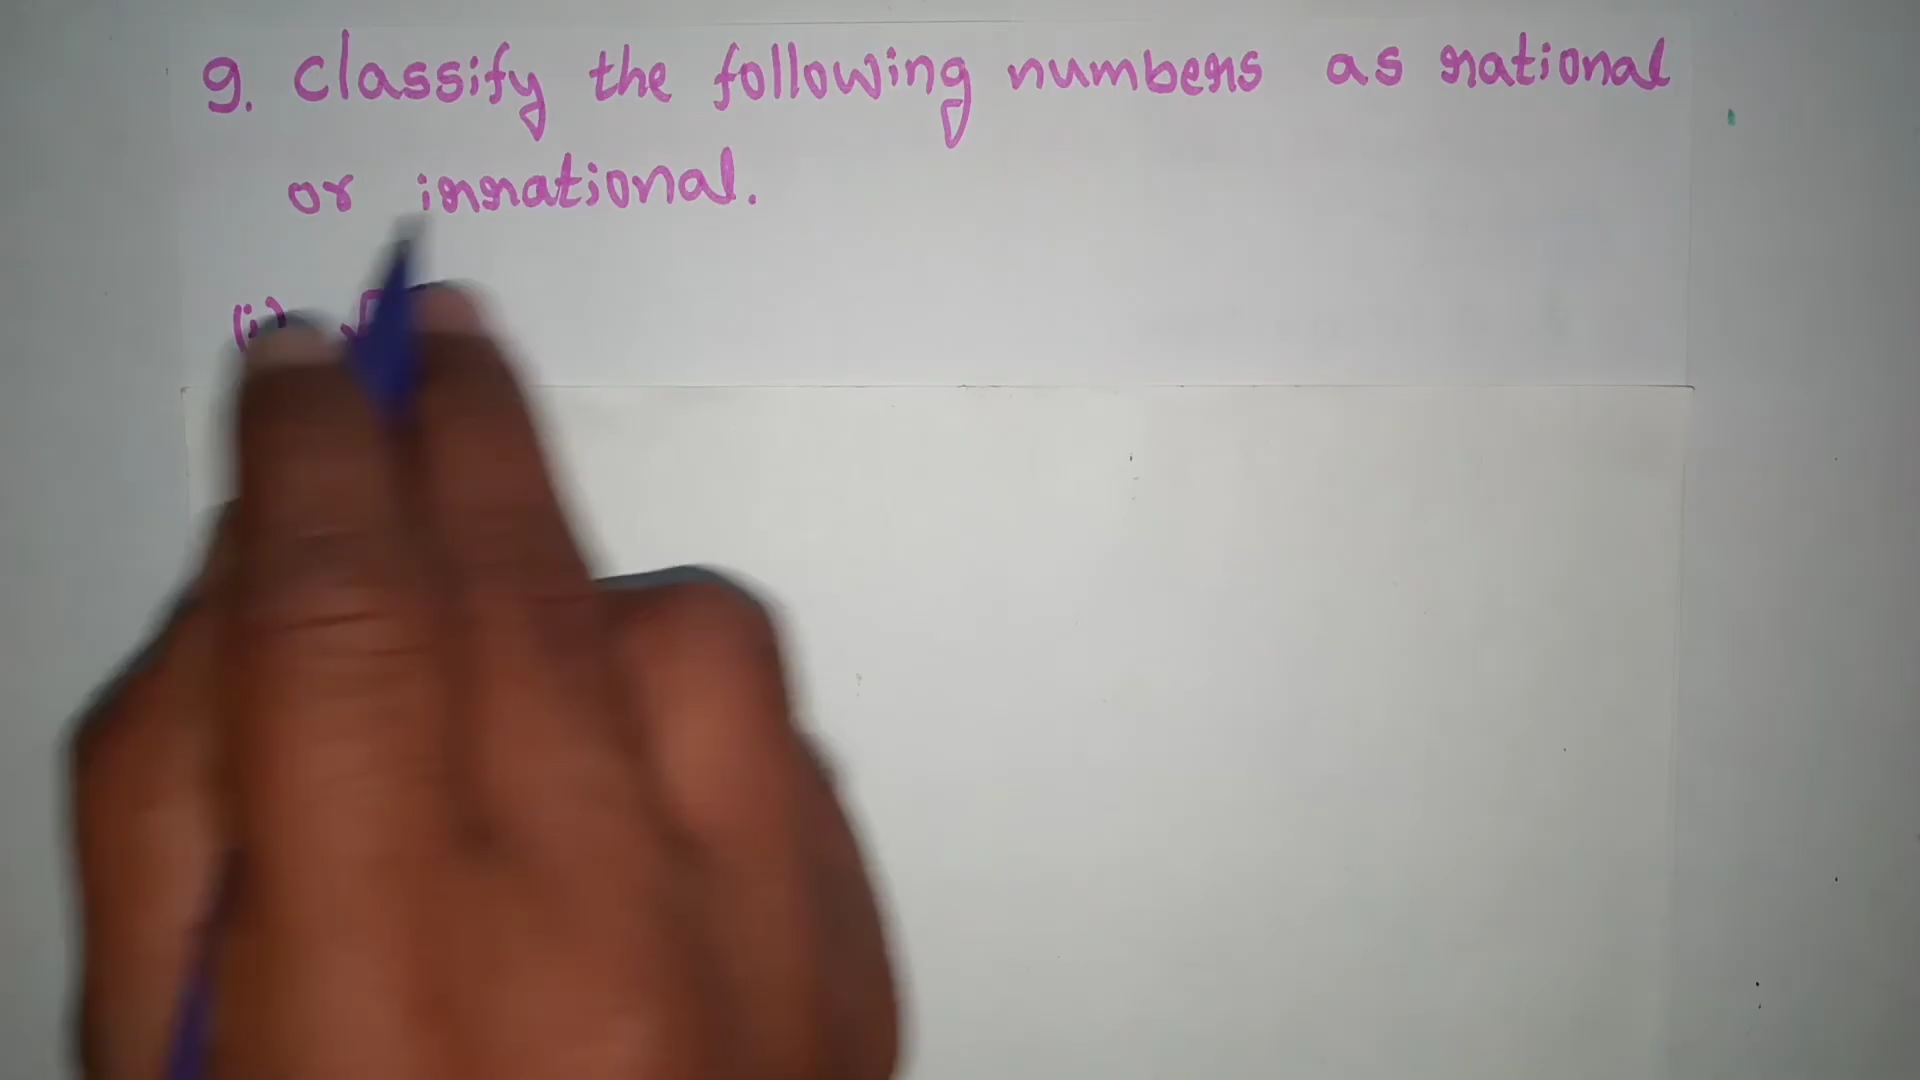 9. Classify the following numbers as rational
or irrational.
(i) √